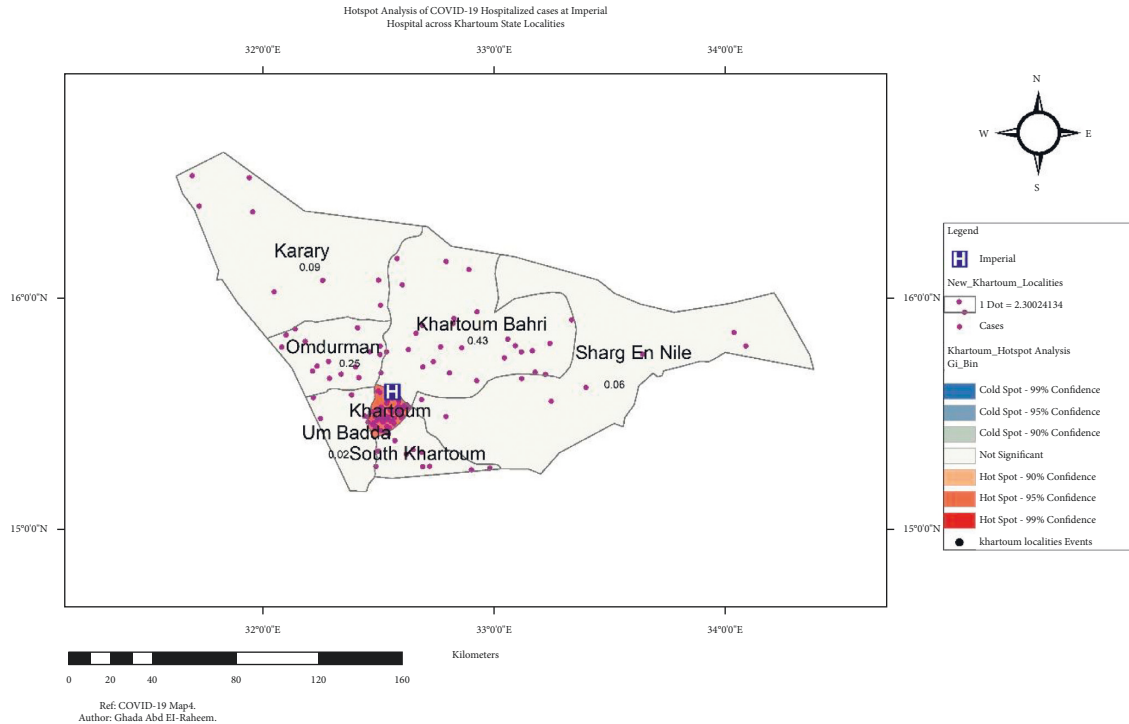 Hotspot Analysis of COVID-19 Hospitalized cases at Imperial
Hospital across Khartoum State Localities
32°0'0"E
33°0'0"E
34°0'0"E
16°0'0"N
16°0'0"N
15°0'0"N
15°0'0"N
Karary
0.09
Khartoum Bahri
0.43
Omdurman
0.25
Sharg En Nile
0.06
H
Khartoum
Um Badda
0.02
South Khartoum
32°0'0"E
33°0'0"E
34°0'0"E
N
W
E
S
Legend
H Imperial
New_Khartoum_Localities
1 Dot = 2.30024134
Cases
Khartoum_Hotspot Analysis
Gi_Bin
Cold Spot - 99% Confidence
Cold Spot - 95% Confidence
Cold Spot - 90% Confidence
Not Significant
Hot Spot - 90% Confidence
Hot Spot - 95% Confidence
Hot Spot - 99% Confidence
khartoum localities Events
Kilometers
0 20 40 80 120 160
Ref: COVID-19 Map4.
Author: Ghada Abd EI-Raheem.